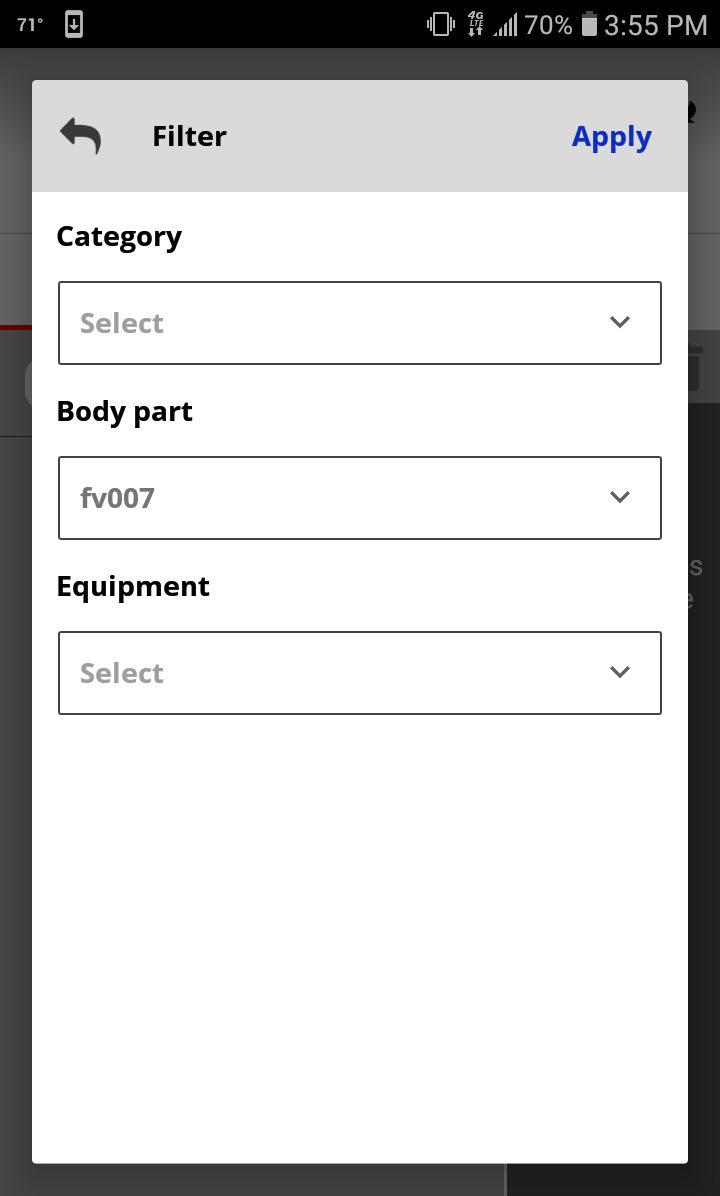 71°
4G LTE 70% 3:55 PM
Filter Apply
Category
Select
Body part
fv007
Equipment
Select
s
e